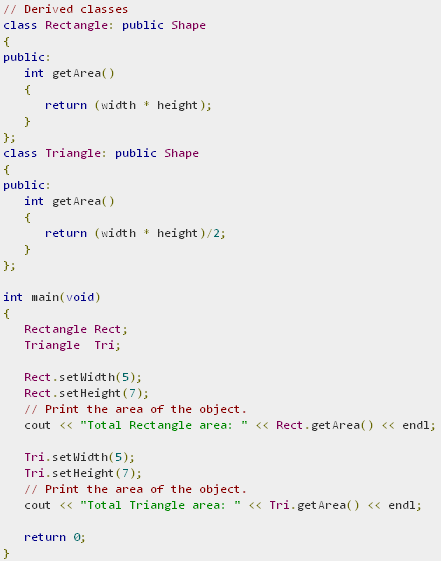 // Derived classes
class Rectangle: public Shape
{
public:
   int getArea()
   {
      return (width * height);
   }
};
class Triangle: public Shape
{
public:
   int getArea()
   {
      return (width * height)/2;
   }
};

int main(void)
{
   Rectangle Rect;
   Triangle  Tri;

   Rect.setWidth(5);
   Rect.setHeight(7);
   // Print the area of the object.
   cout << "Total Rectangle area: " << Rect.getArea() << endl;

   Tri.setWidth(5);
   Tri.setHeight(7);
   // Print the area of the object.
   cout << "Total Triangle area: " << Tri.getArea() << endl;

   return 0;
}